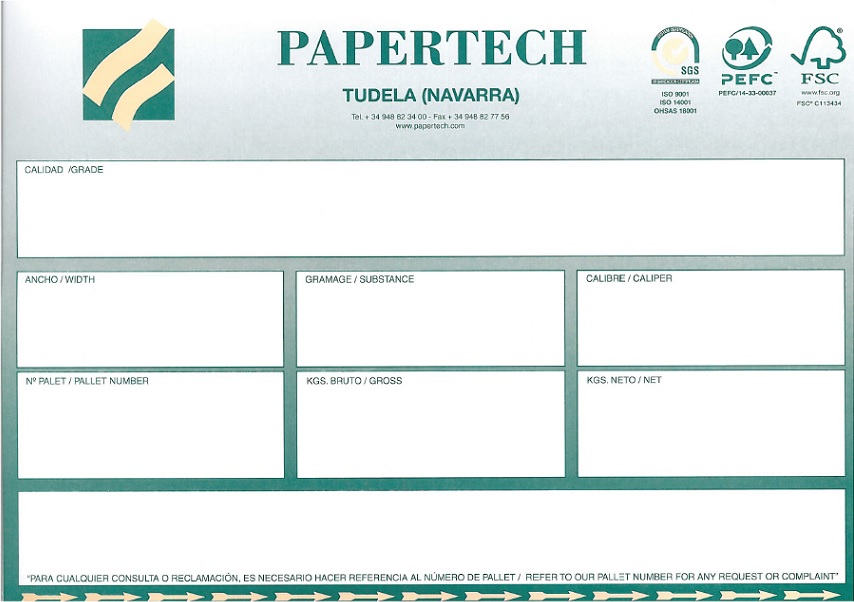 PAPERTECH
TUDELA (NAVARRA)
Tel. + 34 948 82 34 00 - Fax + 34 948 82 77 56
www.papertech.com
SGS
ISO 9001
ISO 14001
OHSAS 18001
PEFC™
PEFC/14-33-00037
FSC
www.fsc.org
FSC® C113434
CALIDAD /GRADE
ANCHO / WIDTH
GRAMAGE / SUBSTANCE
CALIBRE / CALIPER
Nº PALET / PALLET NUMBER
KGS. BRUTO / GROSS
KGS. NETO / NET
"PARA CUALQUIER CONSULTA O RECLAMACIÓN, ES NECESARIO HACER REFERENCIA AL NÚMERO DE PALLET / REFER TO OUR PALLET NUMBER FOR ANY REQUEST OR COMPLAINT"